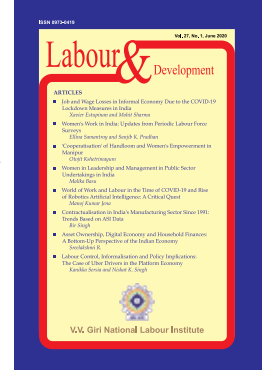 ISSN 0973-0419
Vol. 27, No. 1, June 2020
Labour
&
Development
ARTICLES
Job and Wage Losses in Informal Economy Due to the COVID-19
Lockdown Measures in India
Xavier Estupinan and Mohit Sharma
Women's Work in India: Updates from Periodic Labour Force
Surveys
Ellina Samantroy and Sanjib K. Pradhan
'Cooperatisation' of Handloom and Women's Empowerment in
Manipur
Otojit Kshetrimayum
Women in Leadership and Management in Public Sector
Undertakings in India
Malika Basu
World of Work and Labour in the Time of COVID-19 and Rise
of Robotics Artificial Intelligence: A Critical Quest
Manoj Kumar Jena
Contractualisation in India's Manufacturing Sector Since 1991:
Trends Based on ASI Data
Bir Singh
Asset Ownership, Digital Economy and Household Finances:
A Bottom-Up Perspective of the Indian Economy
Sreelakshmi R.
Labour Control, Informalisation and Policy Implications:
The Case of Uber Drivers in the Platform Economy
Kanikka Sersia and Nishat K. Singh
V.V. Giri National Labour Institute